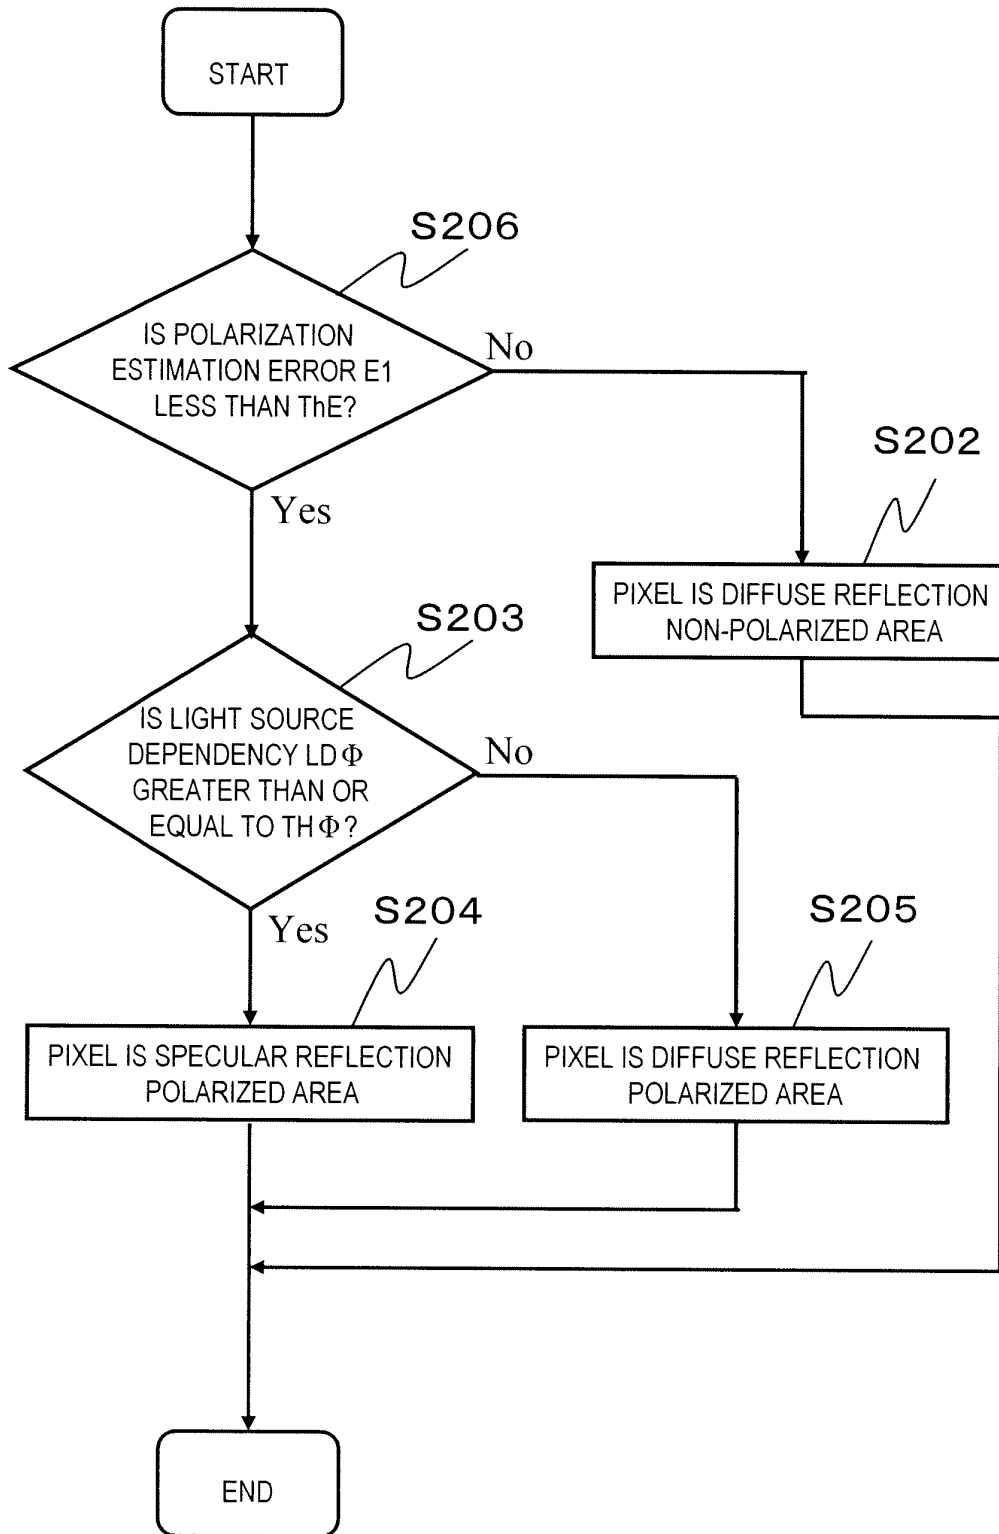 START
S206
IS POLARIZATION
ESTIMATION ERROR E1
LESS THAN ThE?
No
Yes
S202
PIXEL IS DIFFUSE REFLECTION
NON-POLARIZED AREA
S203
IS LIGHT SOURCE
DEPENDENCY LDΦ
GREATER THAN OR
EQUAL TO THΦ?
No
Yes
S204
PIXEL IS SPECULAR REFLECTION
POLARIZED AREA
S205
PIXEL IS DIFFUSE REFLECTION
POLARIZED AREA
END